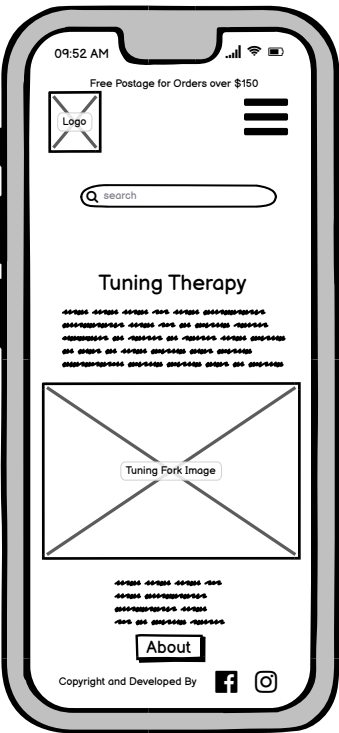 09:52 AM
Free Postage for Orders over $150
Logo
search
Tuning Therapy
Tuning Fork Image
About
Copyright and Developed By